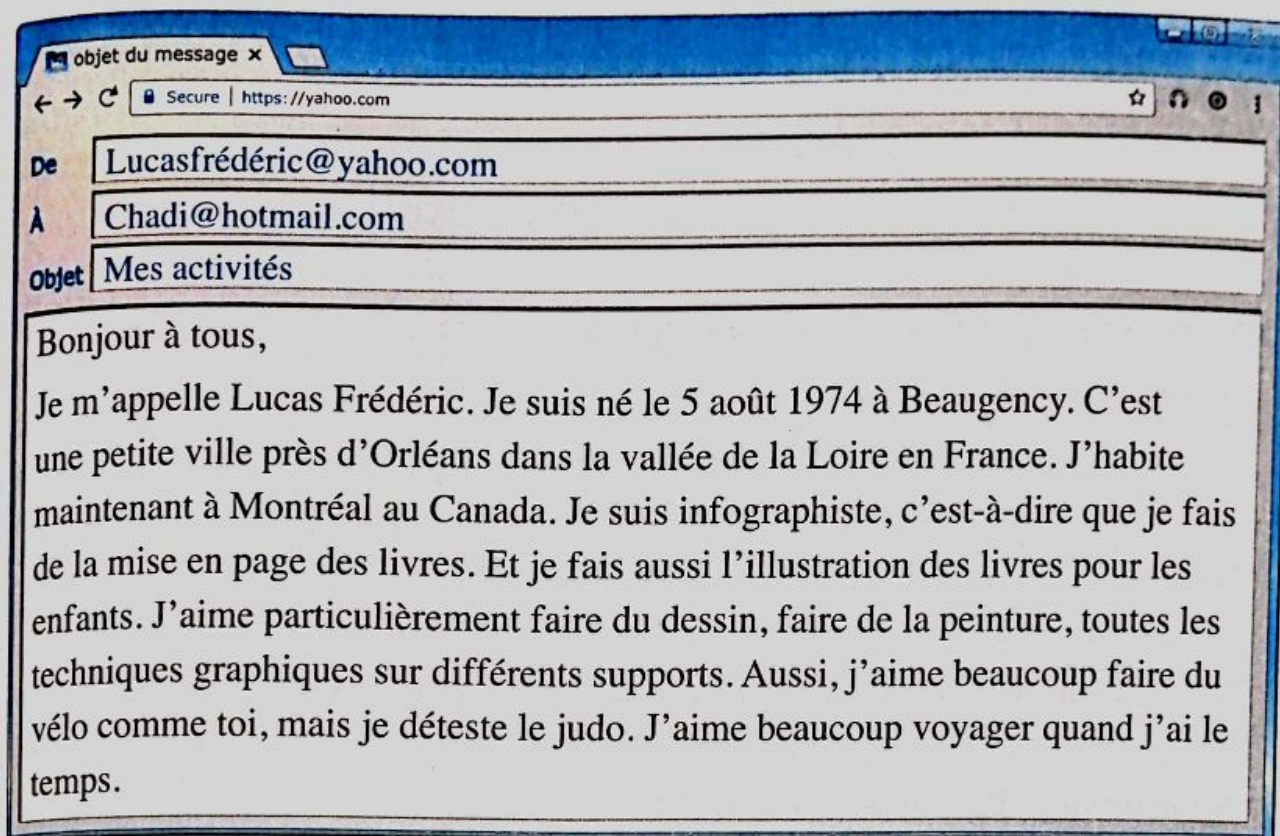 objet du message ×
Secure | https://yahoo.com
De Lucasfrédéric@yahoo.com
À Chadi@hotmail.com
Objet Mes activités
Bonjour à tous,
Je m'appelle Lucas Frédéric. Je suis né le 5 août 1974 à Beaugency. C'est
une petite ville près d'Orléans dans la vallée de la Loire en France. J'habite
maintenant à Montréal au Canada. Je suis infographiste, c'est-à-dire que je fais
de la mise en page des livres. Et je fais aussi l'illustration des livres pour les
enfants. J'aime particulièrement faire du dessin, faire de la peinture, toutes les
techniques graphiques sur différents supports. Aussi, j'aime beaucoup faire du
vélo comme toi, mais je déteste le judo. J'aime beaucoup voyager quand j'ai le
temps.